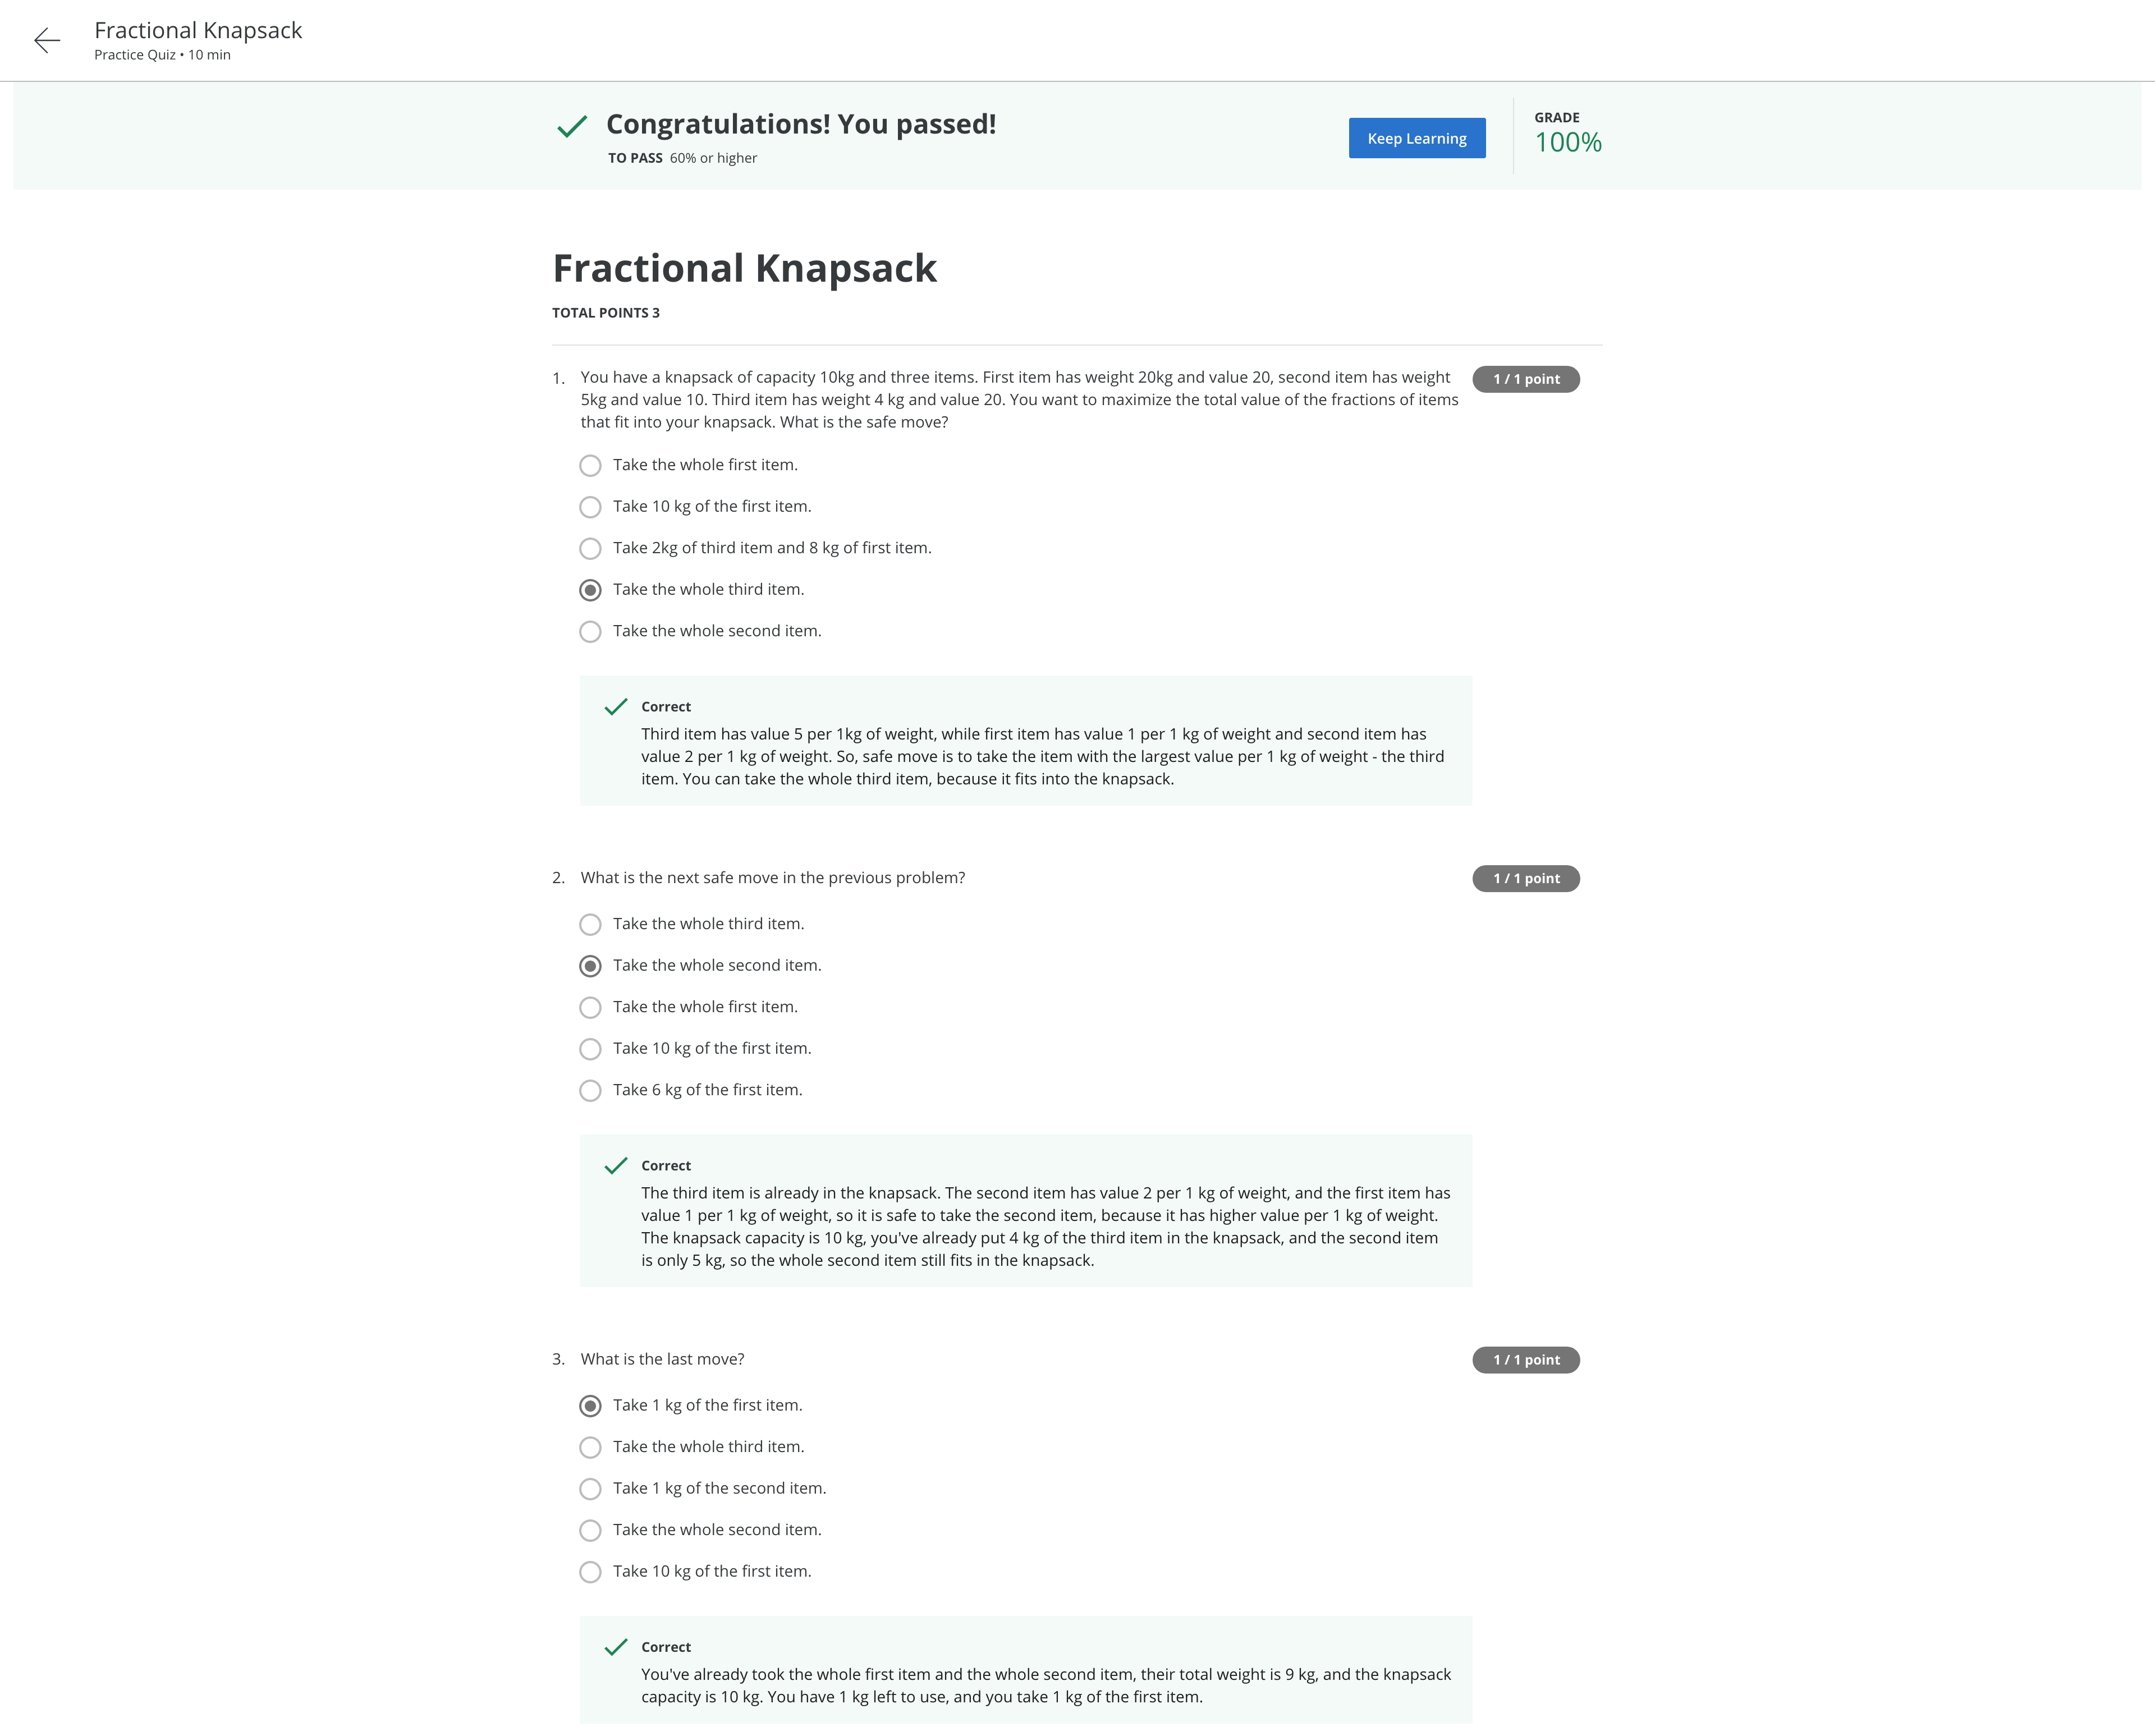 Fractional Knapsack
Practice Quiz • 10 min
Congratulations! You passed!
TO PASS 60% or higher
Keep Learning
GRADE
100%
Fractional Knapsack
TOTAL POINTS 3
1. You have a knapsack of capacity 10kg and three items. First item has weight 20kg and value 20, second item has weight
5kg and value 10. Third item has weight 4 kg and value 20. You want to maximize the total value of the fractions of items
that fit into your knapsack. What is the safe move?
1 / 1 point
Take the whole first item.
Take 10 kg of the first item.
Take 2kg of third item and 8 kg of first item.
Take the whole third item.
Take the whole second item.
Correct
Third item has value 5 per 1kg of weight, while first item has value 1 per 1 kg of weight and second item has
value 2 per 1 kg of weight. So, safe move is to take the item with the largest value per 1 kg of weight - the third
item. You can take the whole third item, because it fits into the knapsack.
2. What is the next safe move in the previous problem?
1 / 1 point
Take the whole third item.
Take the whole second item.
Take the whole first item.
Take 10 kg of the first item.
Take 6 kg of the first item.
Correct
The third item is already in the knapsack. The second item has value 2 per 1 kg of weight, and the first item has
value 1 per 1 kg of weight, so it is safe to take the second item, because it has higher value per 1 kg of weight.
The knapsack capacity is 10 kg, you've already put 4 kg of the third item in the knapsack, and the second item
is only 5 kg, so the whole second item still fits in the knapsack.
3. What is the last move?
1 / 1 point
Take 1 kg of the first item.
Take the whole third item.
Take 1 kg of the second item.
Take the whole second item.
Take 10 kg of the first item.
Correct
You've already took the whole first item and the whole second item, their total weight is 9 kg, and the knapsack
capacity is 10 kg. You have 1 kg left to use, and you take 1 kg of the first item.